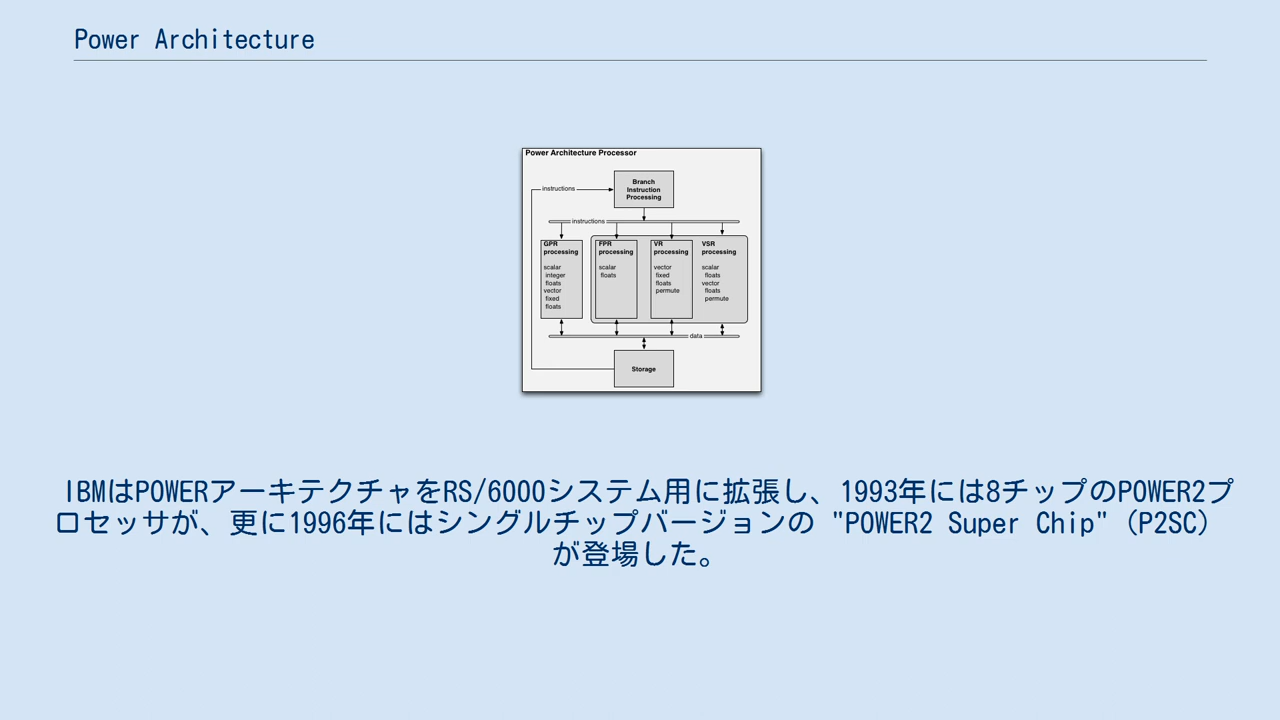 Power Architecture
Power Architecture Processor
Branch
Instruction
Processing
instructions
instructions
GPR
processing
scalar
integer
floats
vector
fixed
floats
FPR
processing
scalar
floats
VR
processing
vector
fixed
floats
permute
VSR
processing
scalar
floats
vector
floats
permute
data
Storage
IBMはPOWERアーキテクチャをRS/6000システム用に拡張し、1993年には8チップのPOWER2プ
ロセッサが、更に1996年にはシングルチップバージョンの "POWER2 Super Chip"（P2SC）
が登場した。